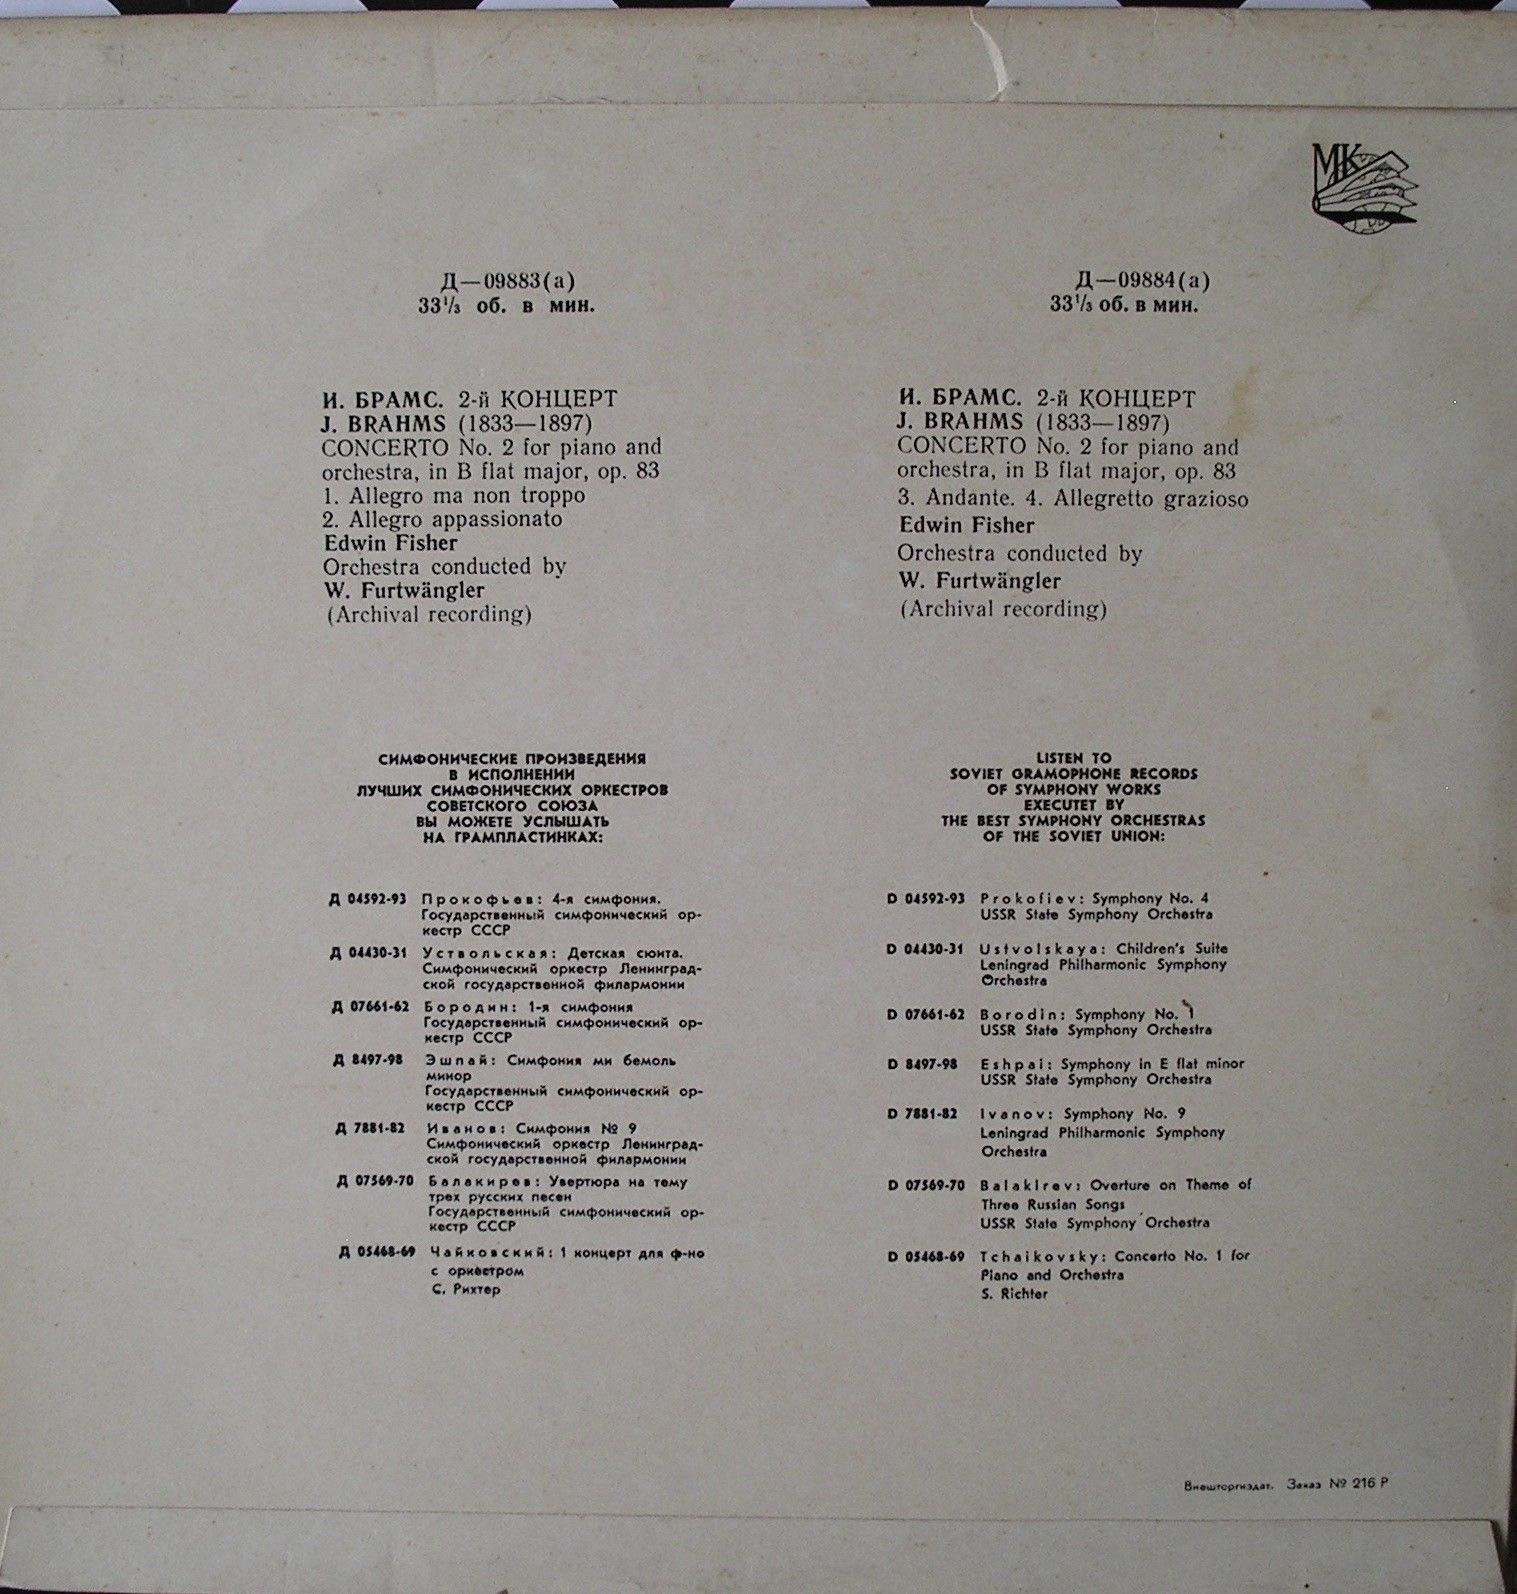 МК
Д—09883(а)
33⅓ об. в мин.
И. БРАМС. 2-й КОНЦЕРТ
J. BRAHMS (1833—1897)
CONCERTO No. 2 for piano and
orchestra, in B flat major, op. 83
1. Allegro ma non troppo
2. Allegro appassionato
Edwin Fisher
Orchestra conducted by
W. Furtwängler
(Archival recording)
Д—09884(а)
33⅓ об. в мин.
И. БРАМС. 2-й КОНЦЕРТ
J. BRAHMS (1833—1897)
CONCERTO No. 2 for piano and
orchestra, in B flat major, op. 83
3. Andante. 4. Allegretto grazioso
Edwin Fisher
Orchestra conducted by
W. Furtwängler
(Archival recording)
СИМФОНИЧЕСКИЕ ПРОИЗВЕДЕНИЯ
В ИСПОЛНЕНИИ
ЛУЧШИХ СИМФОНИЧЕСКИХ ОРКЕСТРОВ
СОВЕТСКОГО СОЮЗА
ВЫ МОЖЕТЕ УСЛЫШАТЬ
НА ГРАМПЛАСТИНКАХ:
Д 04592-93 Прокофьев: 4-я симфония.
Государственный симфонический ор-
кестр СССР
Д 04430-31 Уствольская: Детская сюита.
Симфонический оркестр Ленинград-
ской государственной филармонии
Д 07661-62 Бородин: 1-я симфония
Государственный симфонический ор-
кестр СССР
Д 8497-98 Эшпай: Симфония ми бемоль
минор
Государственный симфонический ор-
кестр СССР
Д 7881-82 Иванов: Симфония № 9
Симфонический оркестр Ленинград-
ской государственной филармонии
Д 07569-70 Балакирев: Увертюра на тему
трех русских песен
Государственный симфонический ор-
кестр СССР
Д 05468-69 Чайковский: 1 концерт для ф-но
с оркестром
С. Рихтер
LISTEN TO
SOVIET GRAMOPHONE RECORDS
OF SYMPHONY WORKS
EXECUTET BY
THE BEST SYMPHONY ORCHESTRAS
OF THE SOVIET UNION:
D 04592-93 Prokofiev: Symphony No. 4
USSR State Symphony Orchestra
D 04430-31 Ustvolskaya: Children's Suite
Leningrad Philharmonic Symphony
Orchestra
D 07661-62 Borodin: Symphony No. 1
USSR State Symphony Orchestra
D 8497-98 Eshpai: Symphony in E flat minor
USSR State Symphony Orchestra
D 7881-82 Ivanov: Symphony No. 9
Leningrad Philharmonic Symphony
Orchestra
D 07569-70 Balakirev: Overture on Theme of
Three Russian Songs
USSR State Symphony Orchestra
D 05468-69 Tchaikovsky: Concerto No. 1 for
Piano and Orchestra
S. Richter
Внешторгиздат. Заказ № 216 Р